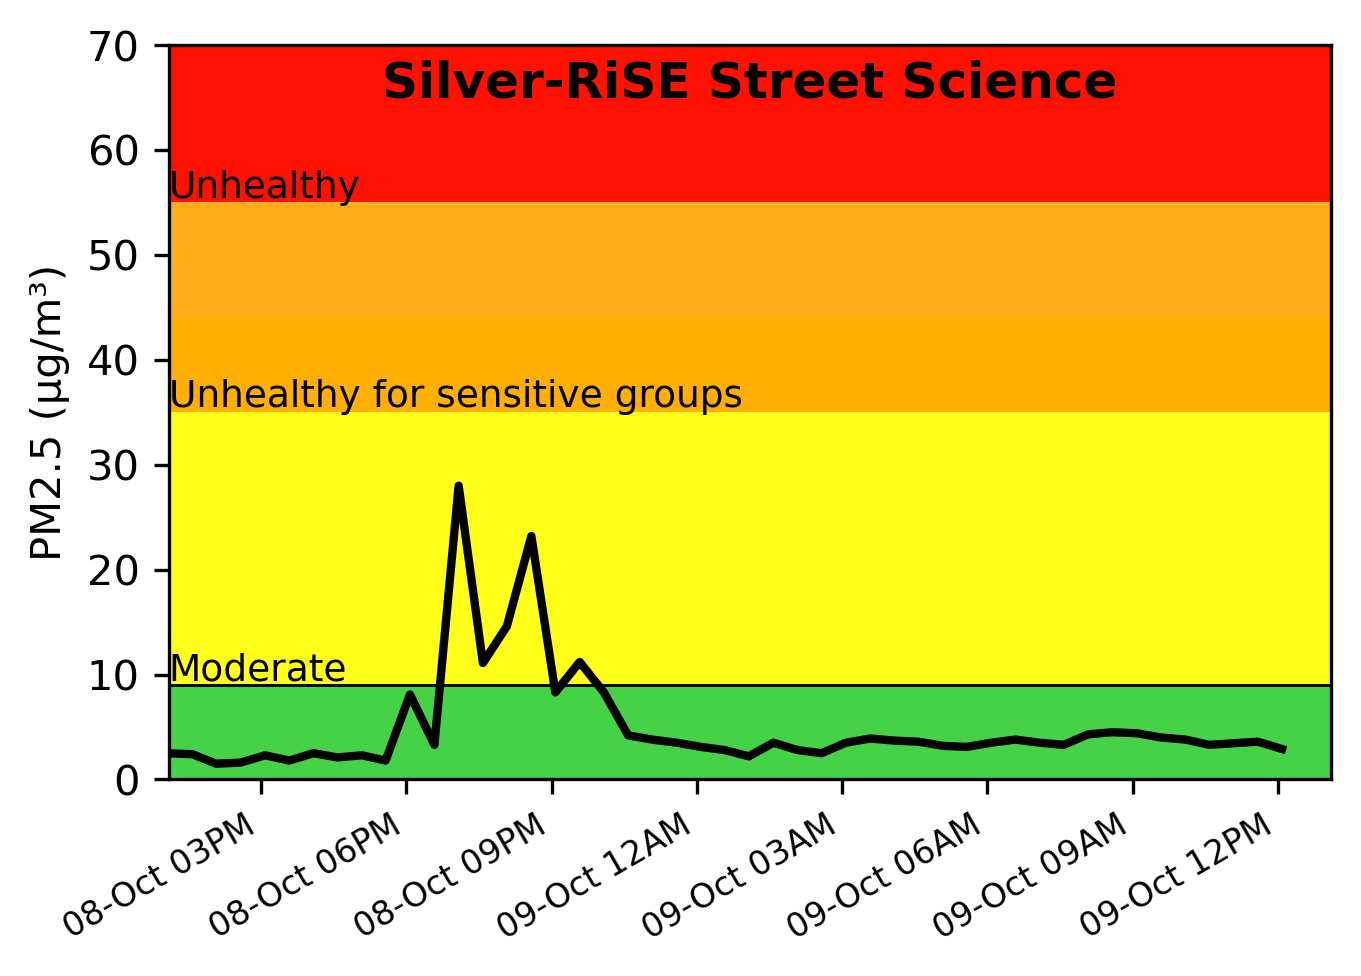 Silver-RiSE Street Science
70
60
50
40
30
20
10
0
PM2.5 (µg/m³)
Unhealthy
Unhealthy for sensitive groups
Moderate
08-Oct 03PM
08-Oct 06PM
08-Oct 09PM
09-Oct 12AM
09-Oct 03AM
09-Oct 06AM
09-Oct 09AM
09-Oct 12PM